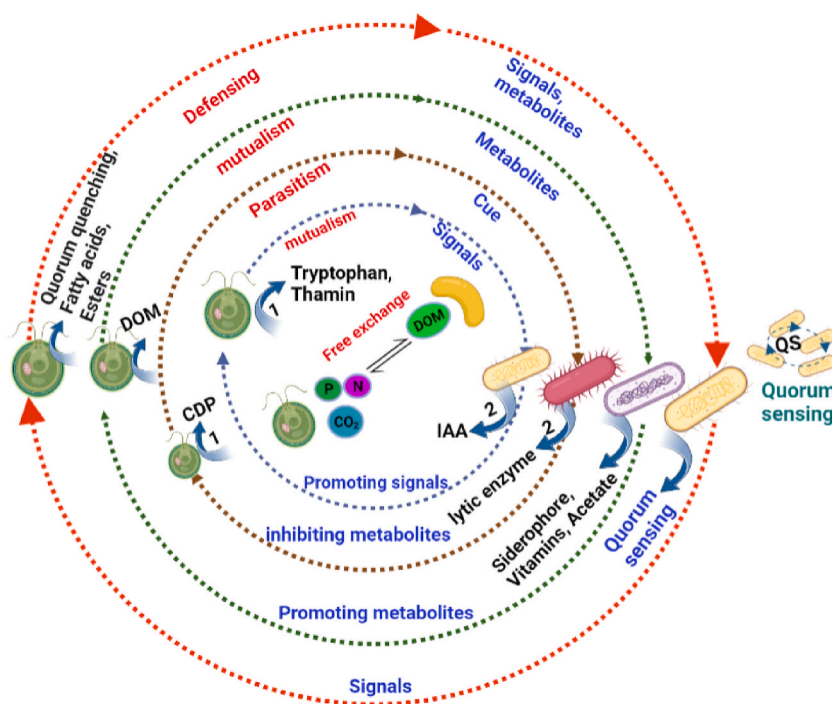 Defensing
Signals,
metabolites
mutualism
Metabolites
Parasitism
Cue
mutualism
Signals
Quorum quenching,
Fatty acids,
Esters
DOM
1
Tryptophan,
Thamin
Free exchange
DOM
P
N
CO₂
QS
Quorum
sensing
CDP
1
2
IAA
2
lytic enzyme
Siderophore,
Vitamins, Acetate
Quorum
sensing
Promoting signals
inhibiting metabolites
Promoting metabolites
Signals